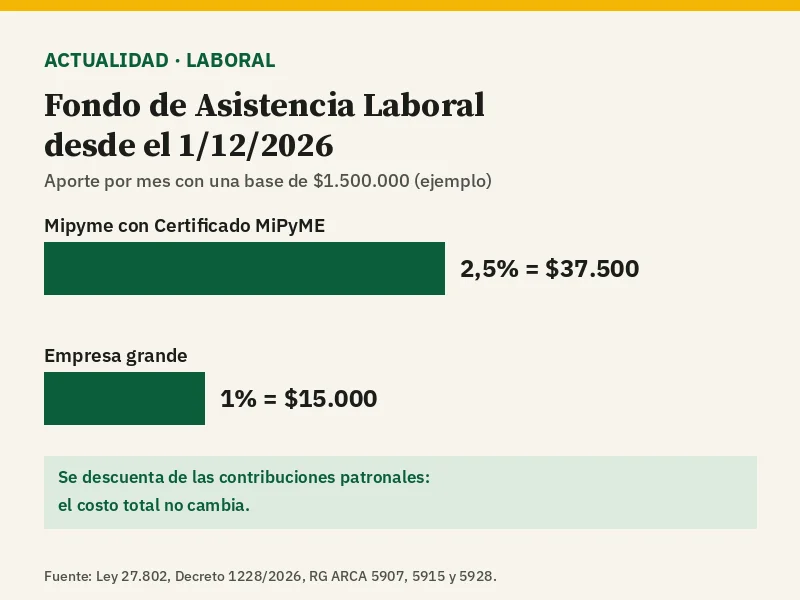 ACTUALIDAD · LABORAL
Fondo de Asistencia Laboral
desde el 1/12/2026
Aporte por mes con una base de $1.500.000 (ejemplo)
Mipyme con Certificado MiPyME
2,5% = $37.500
Empresa grande
1% = $15.000
Se descuenta de las contribuciones patronales:
el costo total no cambia.
Fuente: Ley 27.802, Decreto 1228/2026, RG ARCA 5907, 5915 y 5928.